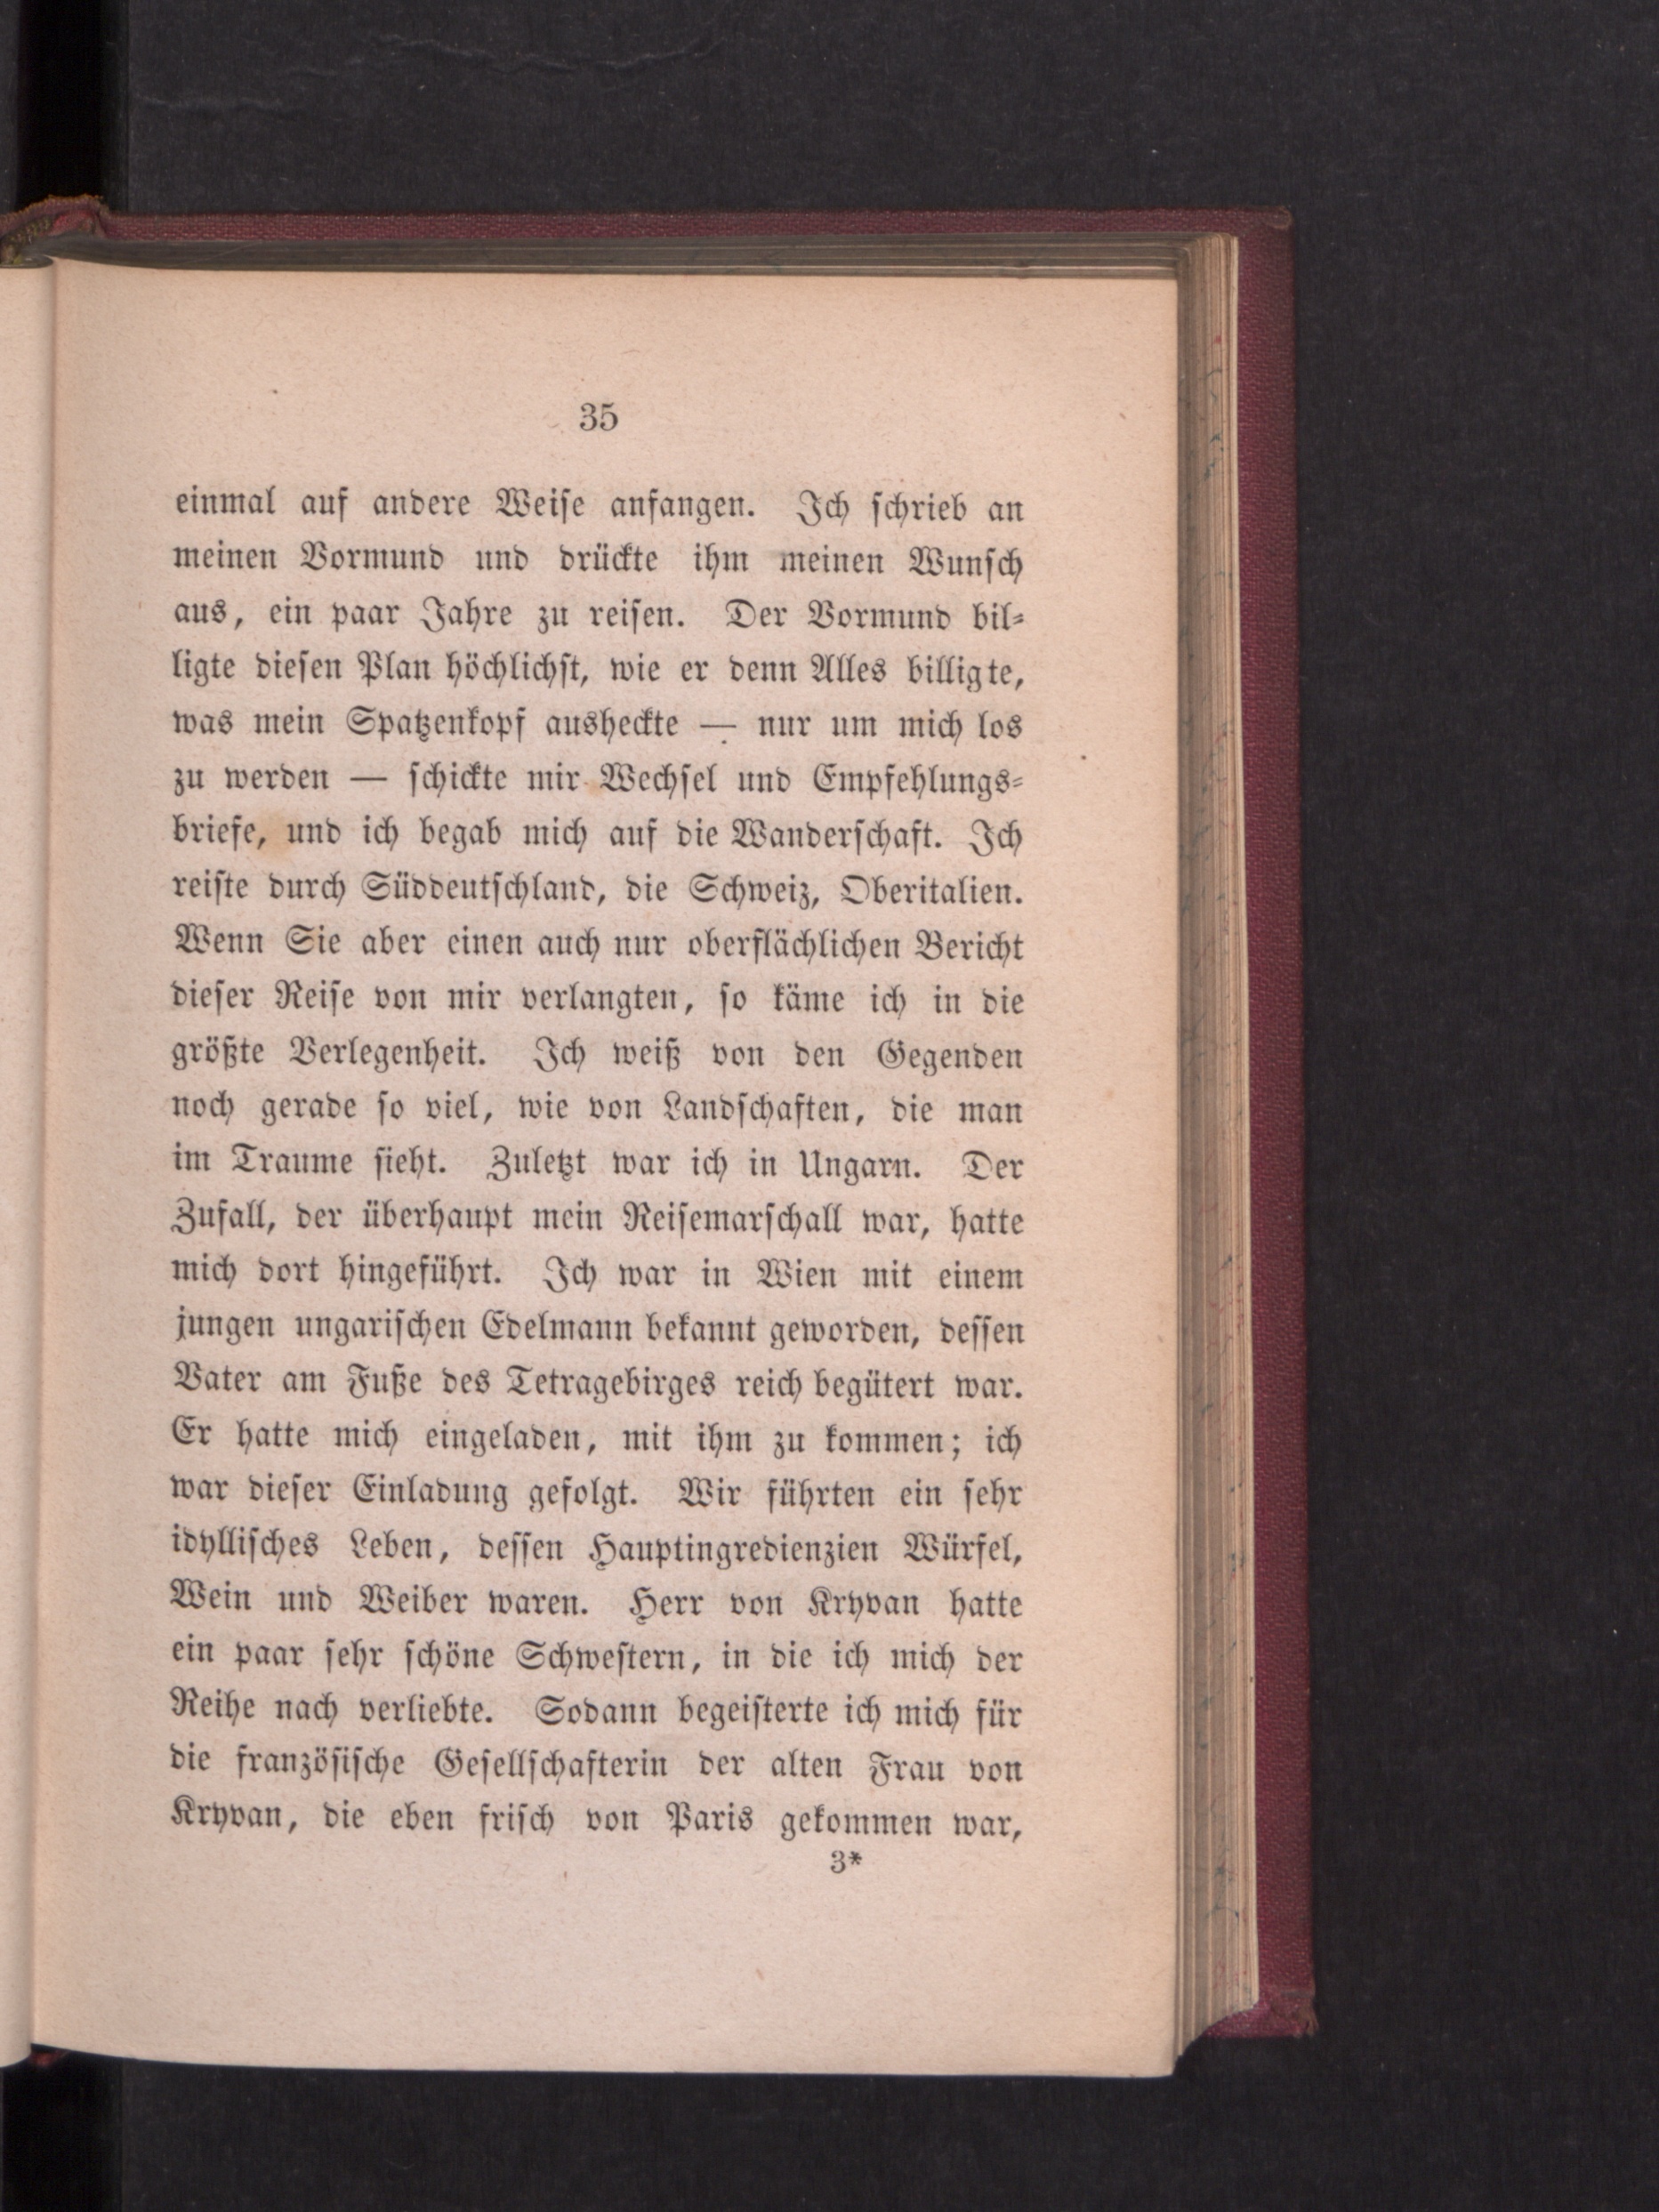 35
einmal auf andere Weise anfangen. Ich schrieb an
meinen Vormund und drückte ihm meinen Wunsch
aus, ein paar Jahre zu reisen. Der Vormund bil-
ligte diesen Plan höchlichst, wie er denn Alles billigte,
was mein Spatzenkopf ausheckte — nur um mich los
zu werden — schickte mir Wechsel und Empfehlungs-
briefe, und ich begab mich auf die Wanderschaft. Ich
reiste durch Süddeutschland, die Schweiz, Oberitalien.
Wenn Sie aber einen auch nur oberflächlichen Bericht
dieser Reise von mir verlangten, so käme ich in die
größte Verlegenheit. Ich weiß von den Gegenden
noch gerade so viel, wie von Landschaften, die man
im Traume sieht. Zuletzt war ich in Ungarn. Der
Zufall, der überhaupt mein Reisemarschall war, hatte
mich dort hingeführt. Ich war in Wien mit einem
jungen ungarischen Edelmann bekannt geworden, dessen
Vater am Fuße des Tetragebirges reich begütert war.
Er hatte mich eingeladen, mit ihm zu kommen; ich
war dieser Einladung gefolgt. Wir führten ein sehr
idyllisches Leben, dessen Hauptingredienzien Würfel,
Wein und Weiber waren. Herr von Kryvan hatte
ein paar sehr schöne Schwestern, in die ich mich der
Reihe nach verliebte. Sodann begeisterte ich mich für
die französische Gesellschafterin der alten Frau von
Kryvan, die eben frisch von Paris gekommen war,
3*